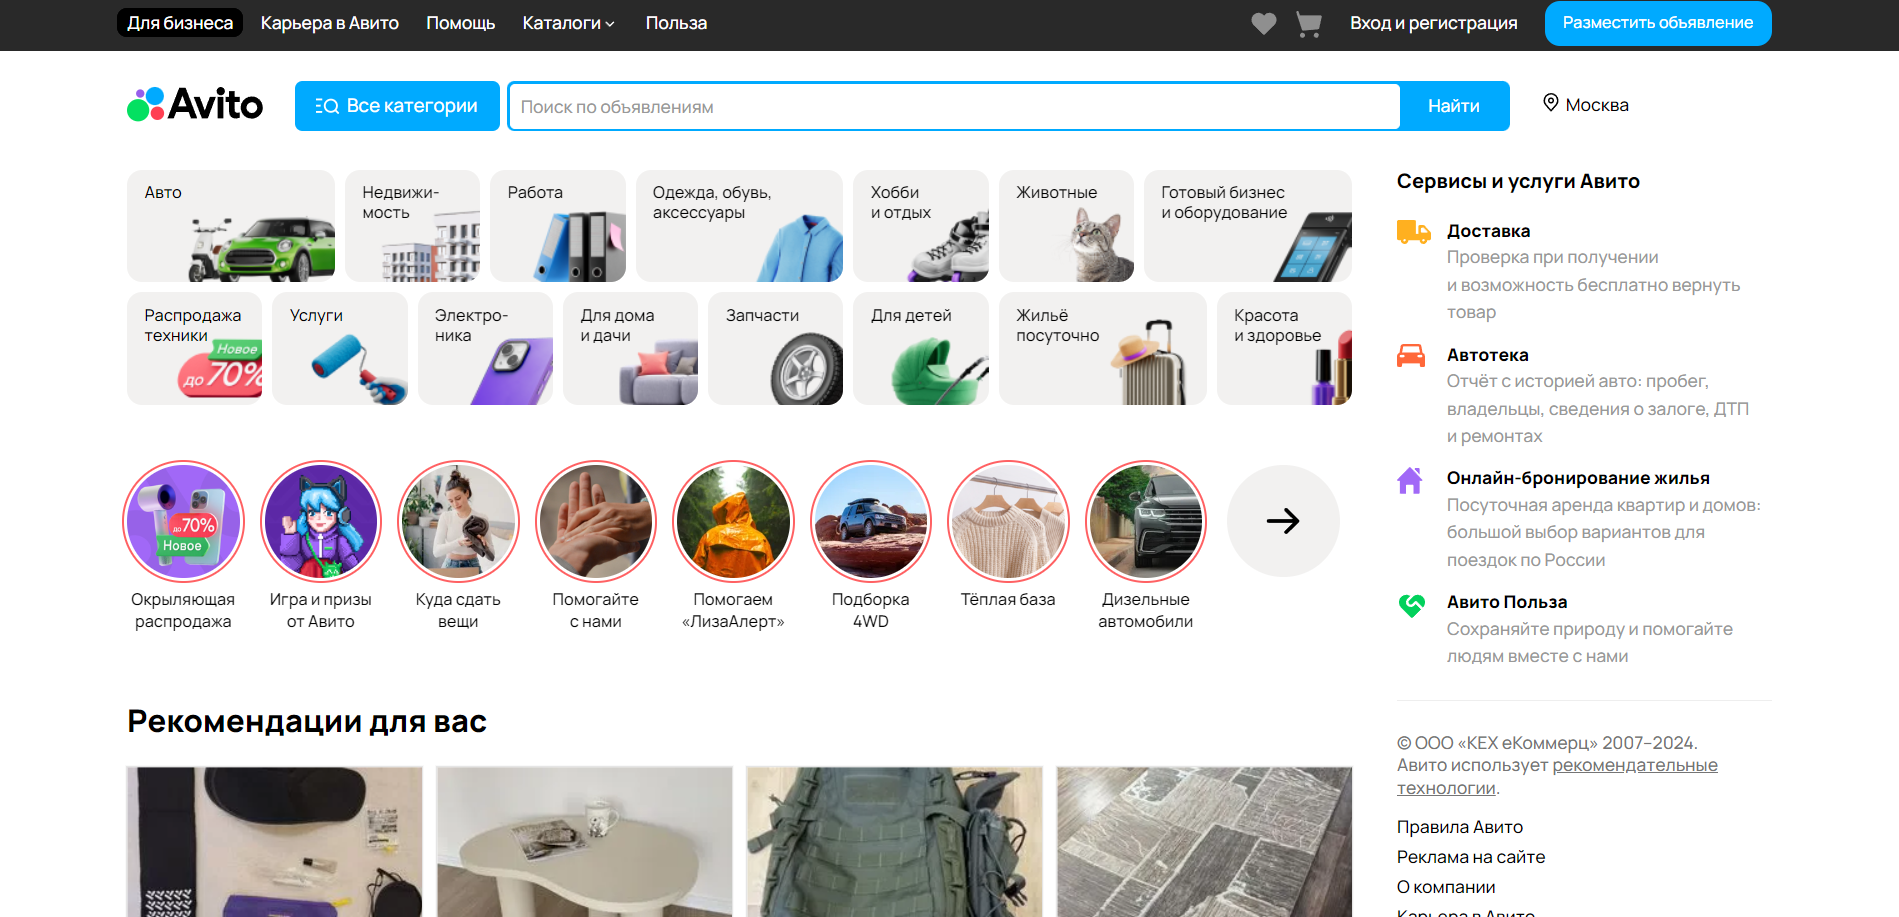 Для бизнеса Карьера в Авито Помощь Каталоги Польза Вход и регистрация Разместить объявление
Avito Все категории Поиск по объявлениям Найти Москва
Авто
Недвижи-
мость
Работа
Одежда, обувь,
аксессуары
Хобби
и отдых
Животные
Готовый бизнес
и оборудование
Распродажа
техники
Новое
до 70%
Услуги
Электро-
ника
Для дома
и дачи
Запчасти
Для детей
Жильё
посуточно
Красота
и здоровье
до 70%
Новое
Окрыляющая
распродажа
Игра и призы
от Авито
Куда сдать
вещи
Помогайте
с нами
Помогаем
«ЛизаАлерт»
Подборка
4WD
Тёплая база
Дизельные
автомобили
Рекомендации для вас
Сервисы и услуги Авито
Доставка
Проверка при получении
и возможность бесплатно вернуть
товар
Автотека
Отчёт с историей авто: пробег,
владельцы, сведения о залоге, ДТП
и ремонтах
Онлайн-бронирование жилья
Посуточная аренда квартир и домов:
большой выбор вариантов для
поездок по России
Авито Польза
Сохраняйте природу и помогайте
людям вместе с нами
© ООО «КЕХ еКоммерц» 2007–2024.
Авито использует рекомендательные
технологии.
Правила Авито
Реклама на сайте
О компании
Карьера в Авито